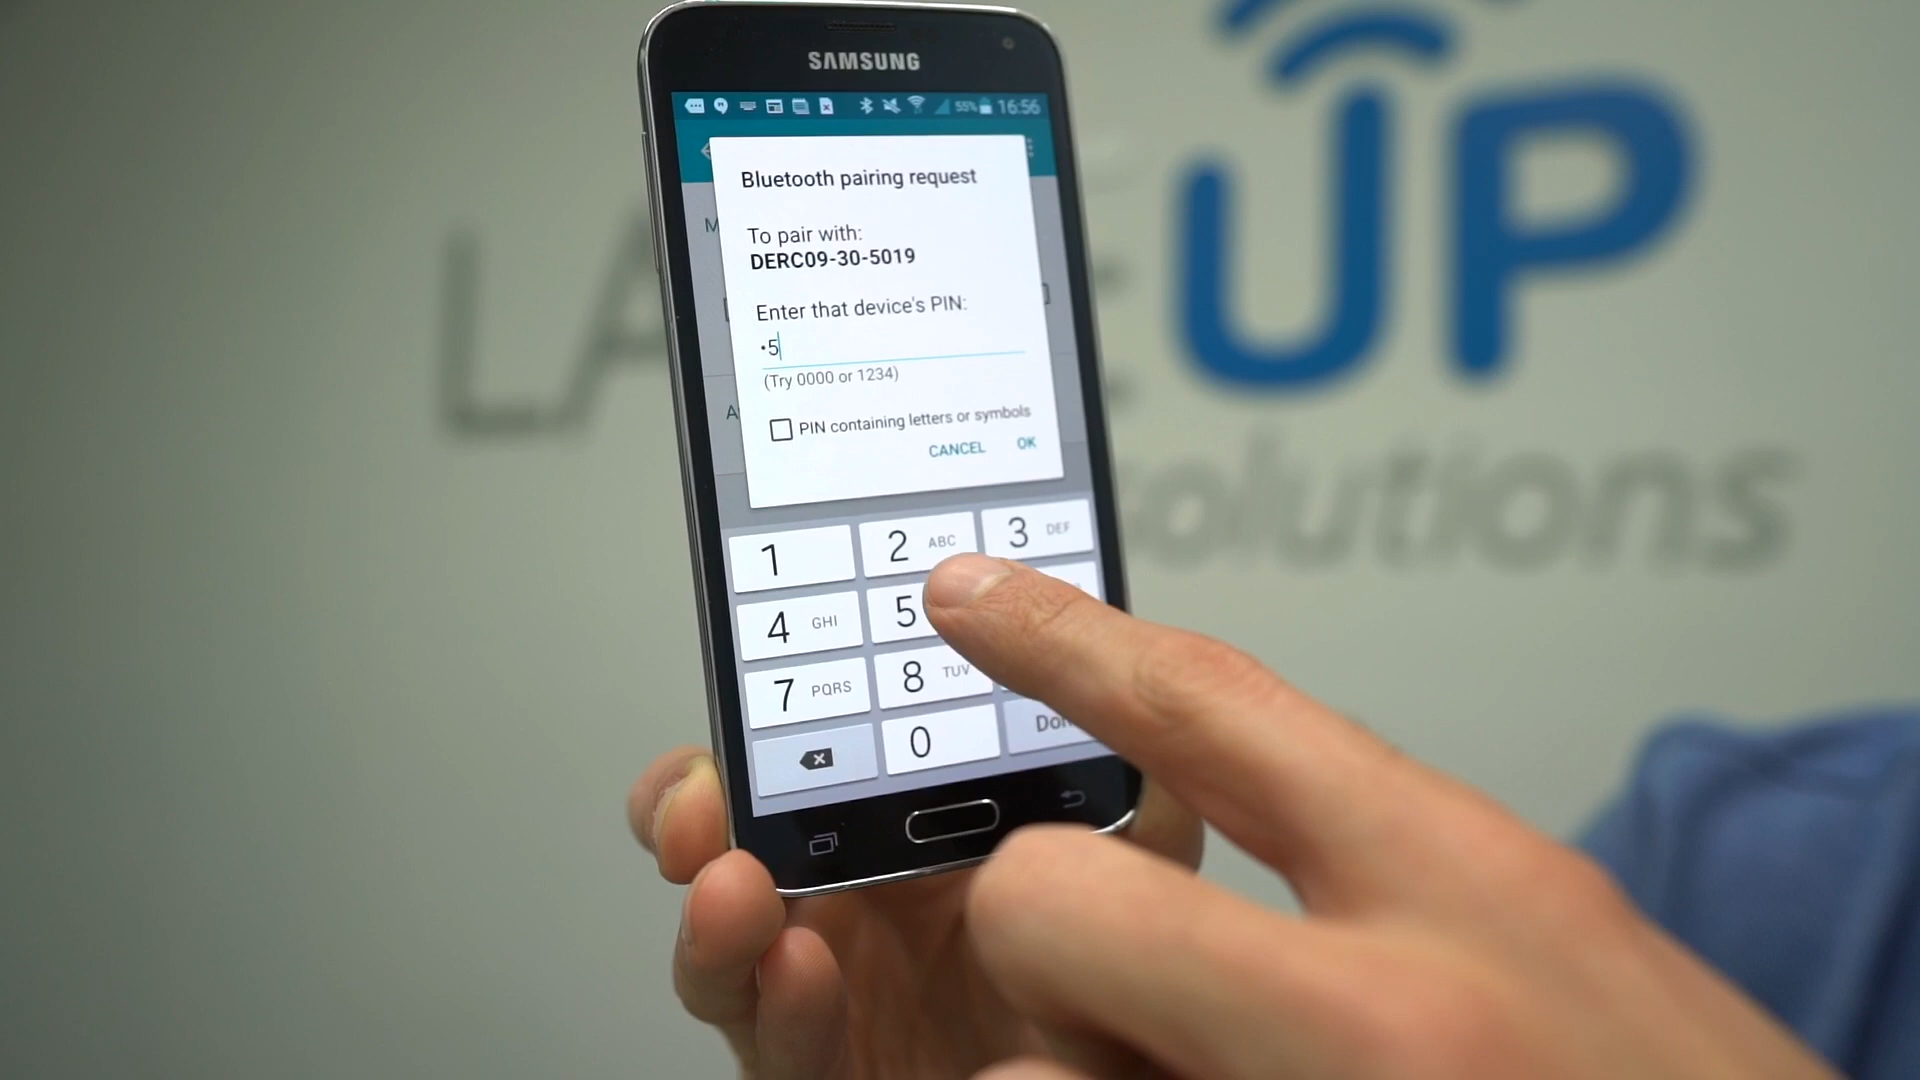 SAMSUNG
55% 16:56
Bluetooth pairing request
To pair with:
DERC09-30-5019
Enter that device's PIN:
•5
(Try 0000 or 1234)
PIN containing letters or symbols
CANCEL OK
1 2 ABC 3 DEF
4 GHI 5
7 PQRS 8 TUV
0
UP
solutions